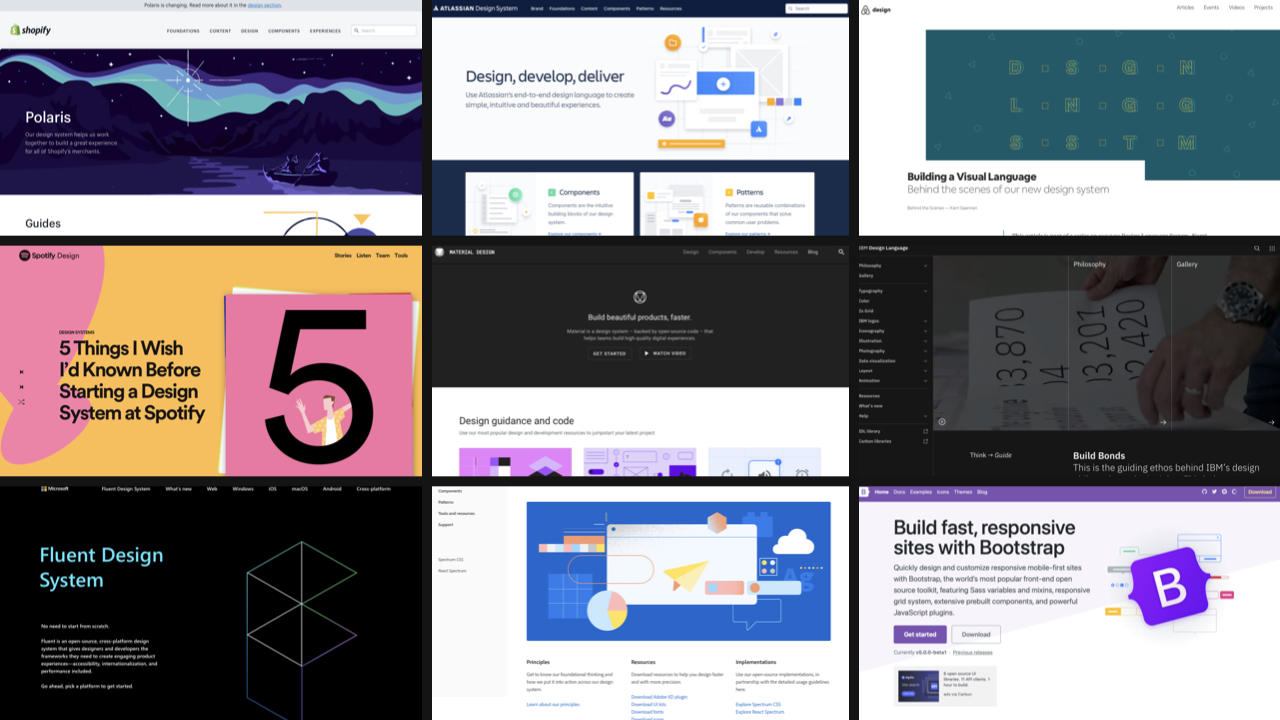 Polaris is changing. Read more about it in the design section.
shopify
FOUNDATIONS CONTENT DESIGN COMPONENTS EXPERIENCES
Search
Polaris
Our design system helps us work
together to build a great experience
for all of Shopify's merchants.
Guides
ATLASSIAN Design System
Brand Foundations Content Components Patterns Resources
Search
Design, develop, deliver
Use Atlassian's end-to-end design language to create
simple, intuitive and beautiful experiences.
Aa
Components
Components are the intuitive
building blocks of our design
system.
Explore our components →
Patterns
Patterns are reusable
combinations of our components that solve
common user problems.
Explore our patterns →
design
Articles Events Videos Projects
D S G N
L N G G
S S T M
Building a Visual Language
Behind the scenes of our new design system
Behind the Scenes — Karri Saarinen
Spotify Design
Stories Listen Team Tools
DESIGN SYSTEMS
5 Things I Wish
I'd Known Before
Starting a Design
System at Spotify
5
MATERIAL DESIGN
Design Components Develop Resources Blog
Build beautiful products, faster.
Material is a design system – backed by open-source code – that
helps teams build high-quality digital experiences.
GET STARTED
WATCH VIDEO
Design guidance and code
Use our most popular design and development resources to jumpstart your latest project
IBM Design Language
Philosophy
Gallery
Typography
Color
2x Grid
IBM logos
Iconography
Illustration
Photography
Data visualization
Layout
Animation
Resources
What's new
Help
IDL library
Carbon libraries
Philosophy
Gallery
Think → Guide
Build Bonds
This is the guiding ethos behind IBM's design
Microsoft
Fluent Design System What's new Web Windows iOS macOS Android Cross-platform
Fluent Design
System
No need to start from scratch.
Fluent is an open-source, cross-platform design
system that gives designers and developers the
frameworks they need to create engaging product
experiences—accessibility, internationalization, and
performance included.
Go ahead, pick a platform to get started.
Components
Patterns
Tools and resources
Support
Spectrum CSS
React Spectrum
Ag
Principles
Get to know our foundational thinking and
how we put it into action across our design
system.
Learn about our principles
Resources
Download resources to help you design faster
and with more precision.
Download Adobe XD plugin
Download UI kits
Download fonts
Implementations
Use our open-source implementations, in
partnership with the detailed usage guidelines
here.
Explore Spectrum CSS
Explore React Spectrum
B
Home Docs Examples Icons Themes Blog
Download
Build fast, responsive
sites with Bootstrap
Quickly design and customize responsive mobile-first sites
with Bootstrap, the world's most popular front-end open
source toolkit, featuring Sass variables and mixins, responsive
grid system, extensive prebuilt components, and powerful
JavaScript plugins.
Get started
Download
Currently v5.0.0-beta1 · Previous releases
B
8 open source UI
libraries. 11 API clients. 1
hour to build.
ads via Carbon